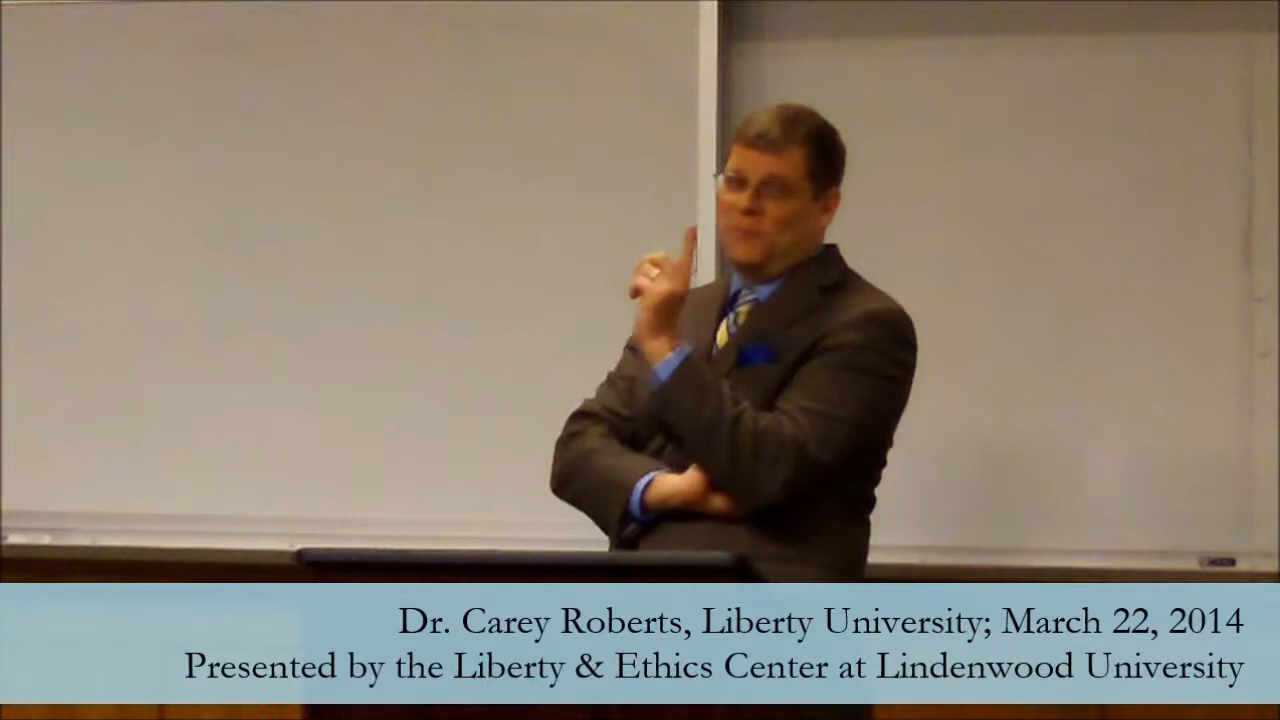 Dr. Carey Roberts, Liberty University; March 22, 2014
Presented by the Liberty & Ethics Center at Lindenwood University